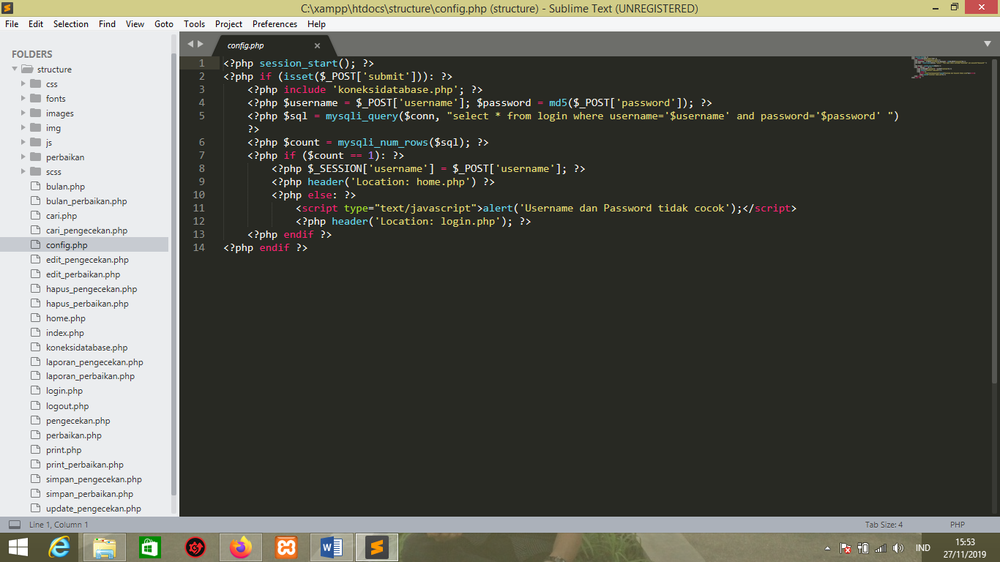 C:\xampp\htdocs\structure\config.php (structure) - Sublime Text (UNREGISTERED)
File Edit Selection Find View Goto Tools Project Preferences Help
FOLDERS
structure
css
fonts
images
img
js
perbaikan
scss
bulan.php
bulan_perbaikan.php
cari.php
cari_pengecekan.php
config.php
edit_pengecekan.php
edit_perbaikan.php
hapus_pengecekan.php
hapus_perbaikan.php
home.php
index.php
koneksidatabase.php
laporan_pengecekan.php
laporan_perbaikan.php
login.php
logout.php
pengecekan.php
perbaikan.php
print.php
print_perbaikan.php
simpan_pengecekan.php
simpan_perbaikan.php
update_pengecekan.php
config.php
1 <?php session_start(); ?>
2 <?php if (isset($_POST['submit'])): ?>
3 <?php include 'koneksidatabase.php'; ?>
4 <?php $username = $_POST['username']; $password = md5($_POST['password']); ?>
5 <?php $sql = mysqli_query($conn, "select * from login where username='$username' and password='$password' ")
?>
6 <?php $count = mysqli_num_rows($sql); ?>
7 <?php if ($count == 1): ?>
8 <?php $_SESSION['username'] = $_POST['username']; ?>
9 <?php header('Location: home.php') ?>
10 <?php else: ?>
11 <script type="text/javascript">alert('Username dan Password tidak cocok');</script>
12 <?php header('Location: login.php'); ?>
13 <?php endif ?>
14 <?php endif ?>
Line 1, Column 1
Tab Size: 4
PHP
IND
15:53
27/11/2019